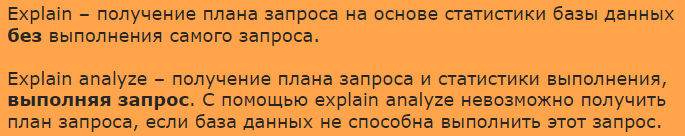 Explain – получение плана запроса на основе статистики базы данных
без выполнения самого запроса.
Explain analyze – получение плана запроса и статистики выполнения,
выполняя запрос. С помощью explain analyze невозможно получить
план запроса, если база данных не способна выполнить этот запрос.